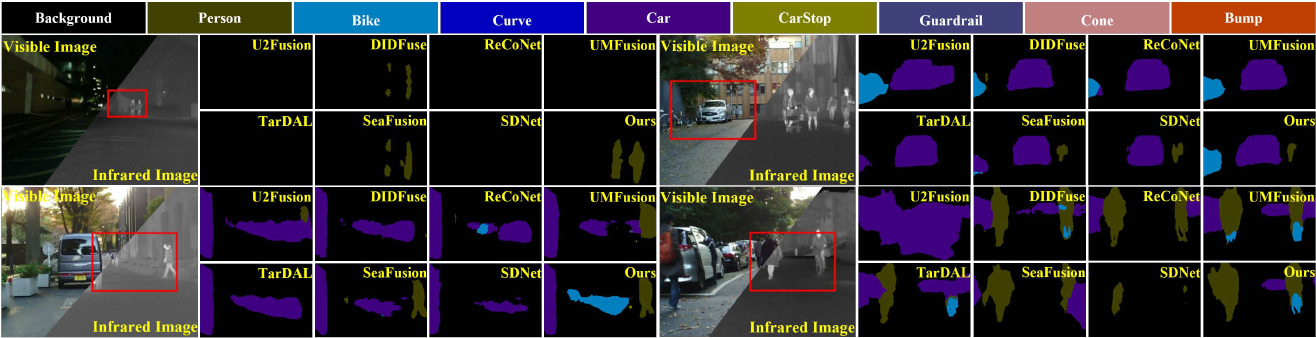 Background Person Bike Curve Car CarStop Guardrail Cone Bump
Visible Image U2Fusion DIDFuse ReCoNet UMFusion
TarDAL SeaFusion SDNet Ours
Infrared Image
Visible Image U2Fusion DIDFuse ReCoNet UMFusion
TarDAL SeaFusion SDNet Ours
Infrared Image
Visible Image U2Fusion DIDFuse ReCoNet UMFusion
TarDAL SeaFusion SDNet Ours
Infrared Image
Visible Image U2Fusion DIDFuse ReCoNet UMFusion
TarDAL SeaFusion SDNet Ours
Infrared Image